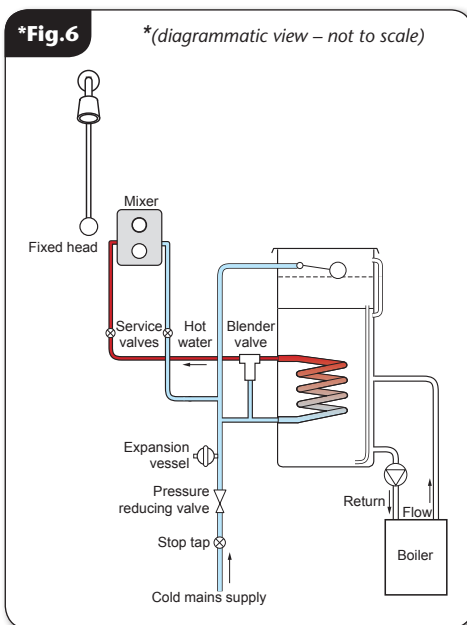 *Fig.6
*(diagrammatic view – not to scale)
Mixer
Fixed head
Service
valves
Hot
water
Blender
valve
Expansion
vessel
Pressure
reducing valve
Return
Flow
Stop tap
Boiler
Cold mains supply